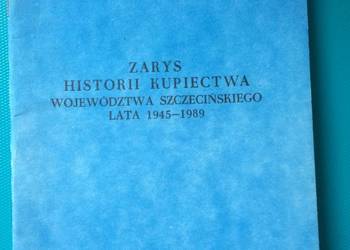 ZARYS
HISTORII KUPIECTWA
WOJEWÓDZTWA SZCZECIŃSKIEGO
LATA 1945–1989